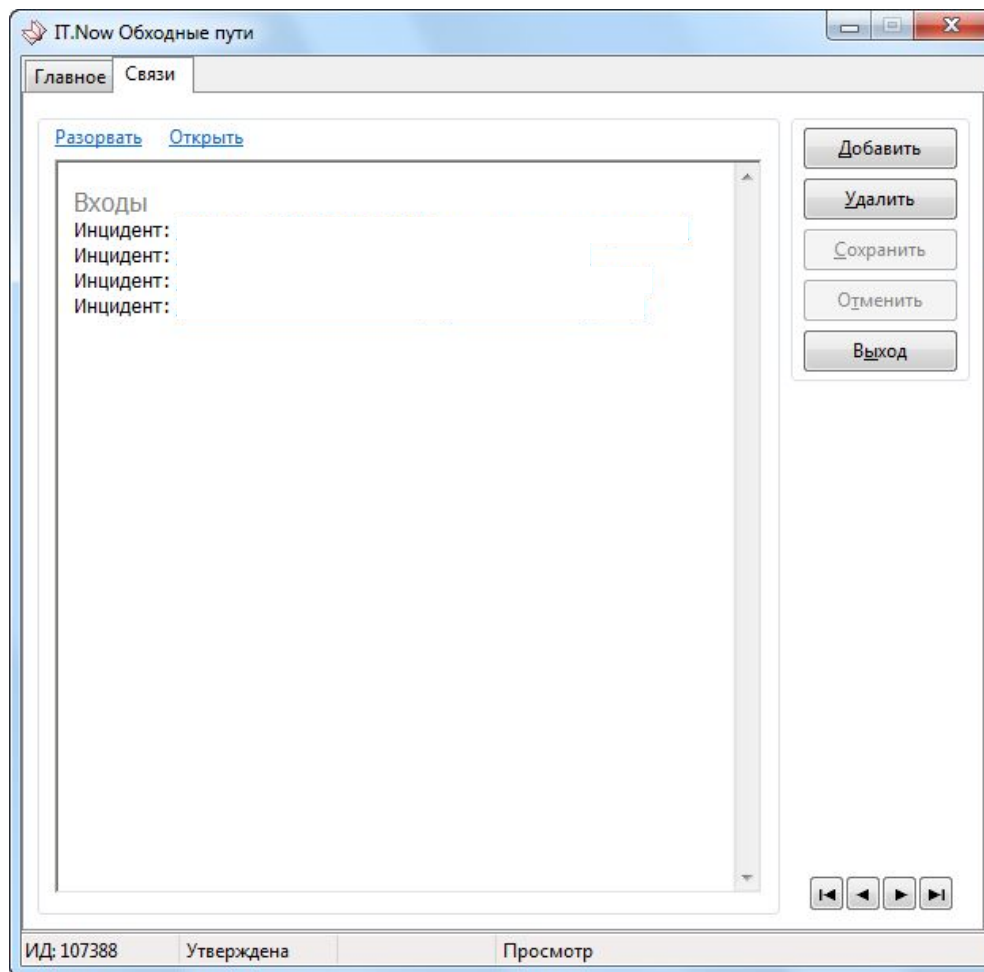 IT.Now Обходные пути
Главное Связи
Разорвать Открыть
Входы
Инцидент:
Инцидент:
Инцидент:
Инцидент:
Добавить
Удалить
Сохранить
Отменить
Выход
ИД: 107388 Утверждена Просмотр